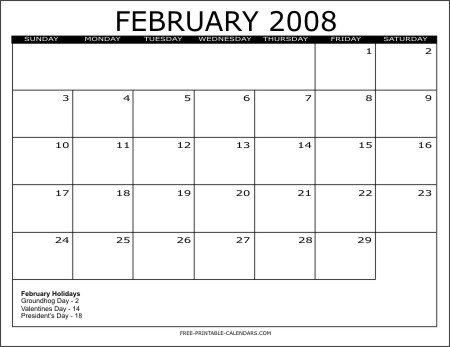 FEBRUARY 2008
SUNDAY MONDAY TUESDAY WEDNESDAY THURSDAY FRIDAY SATURDAY
1 2
3 4 5 6 7 8 9
10 11 12 13 14 15 16
17 18 19 20 21 22 23
24 25 26 27 28 29
February Holidays
Groundhog Day - 2
Valentines Day - 14
President's Day - 18
FREE-PRINTABLE-CALENDARS.COM